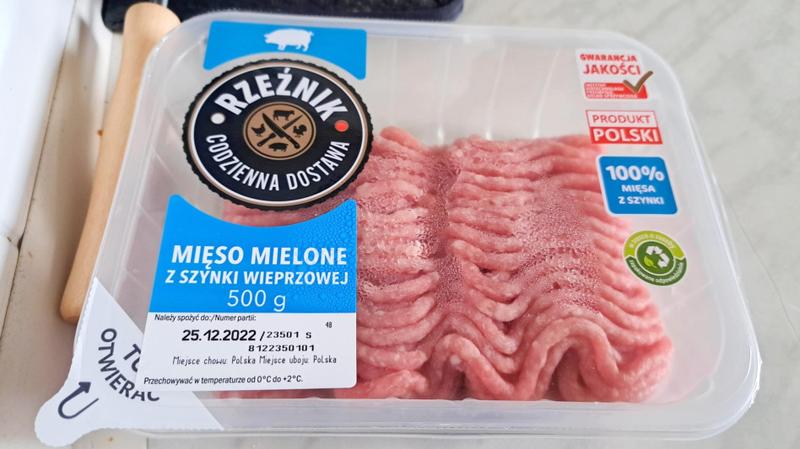 RZEŹNIK
CODZIENNA DOSTAWA
MIĘSO MIELONE
Z SZYNKI WIEPRZOWEJ
500 g
Należy spożyć do:/Numer partii:
48
25.12.2022 /23501 S
8122350101
Miejsce chowu: Polska Miejsce uboju: Polska
Przechowywać w temperaturze od 0°C do +2°C.
OTWIERAĆ
GWARANCJA
JAKOŚCI
PRODUKT
POLSKI
100%
MIĘSA
Z SZYNKI